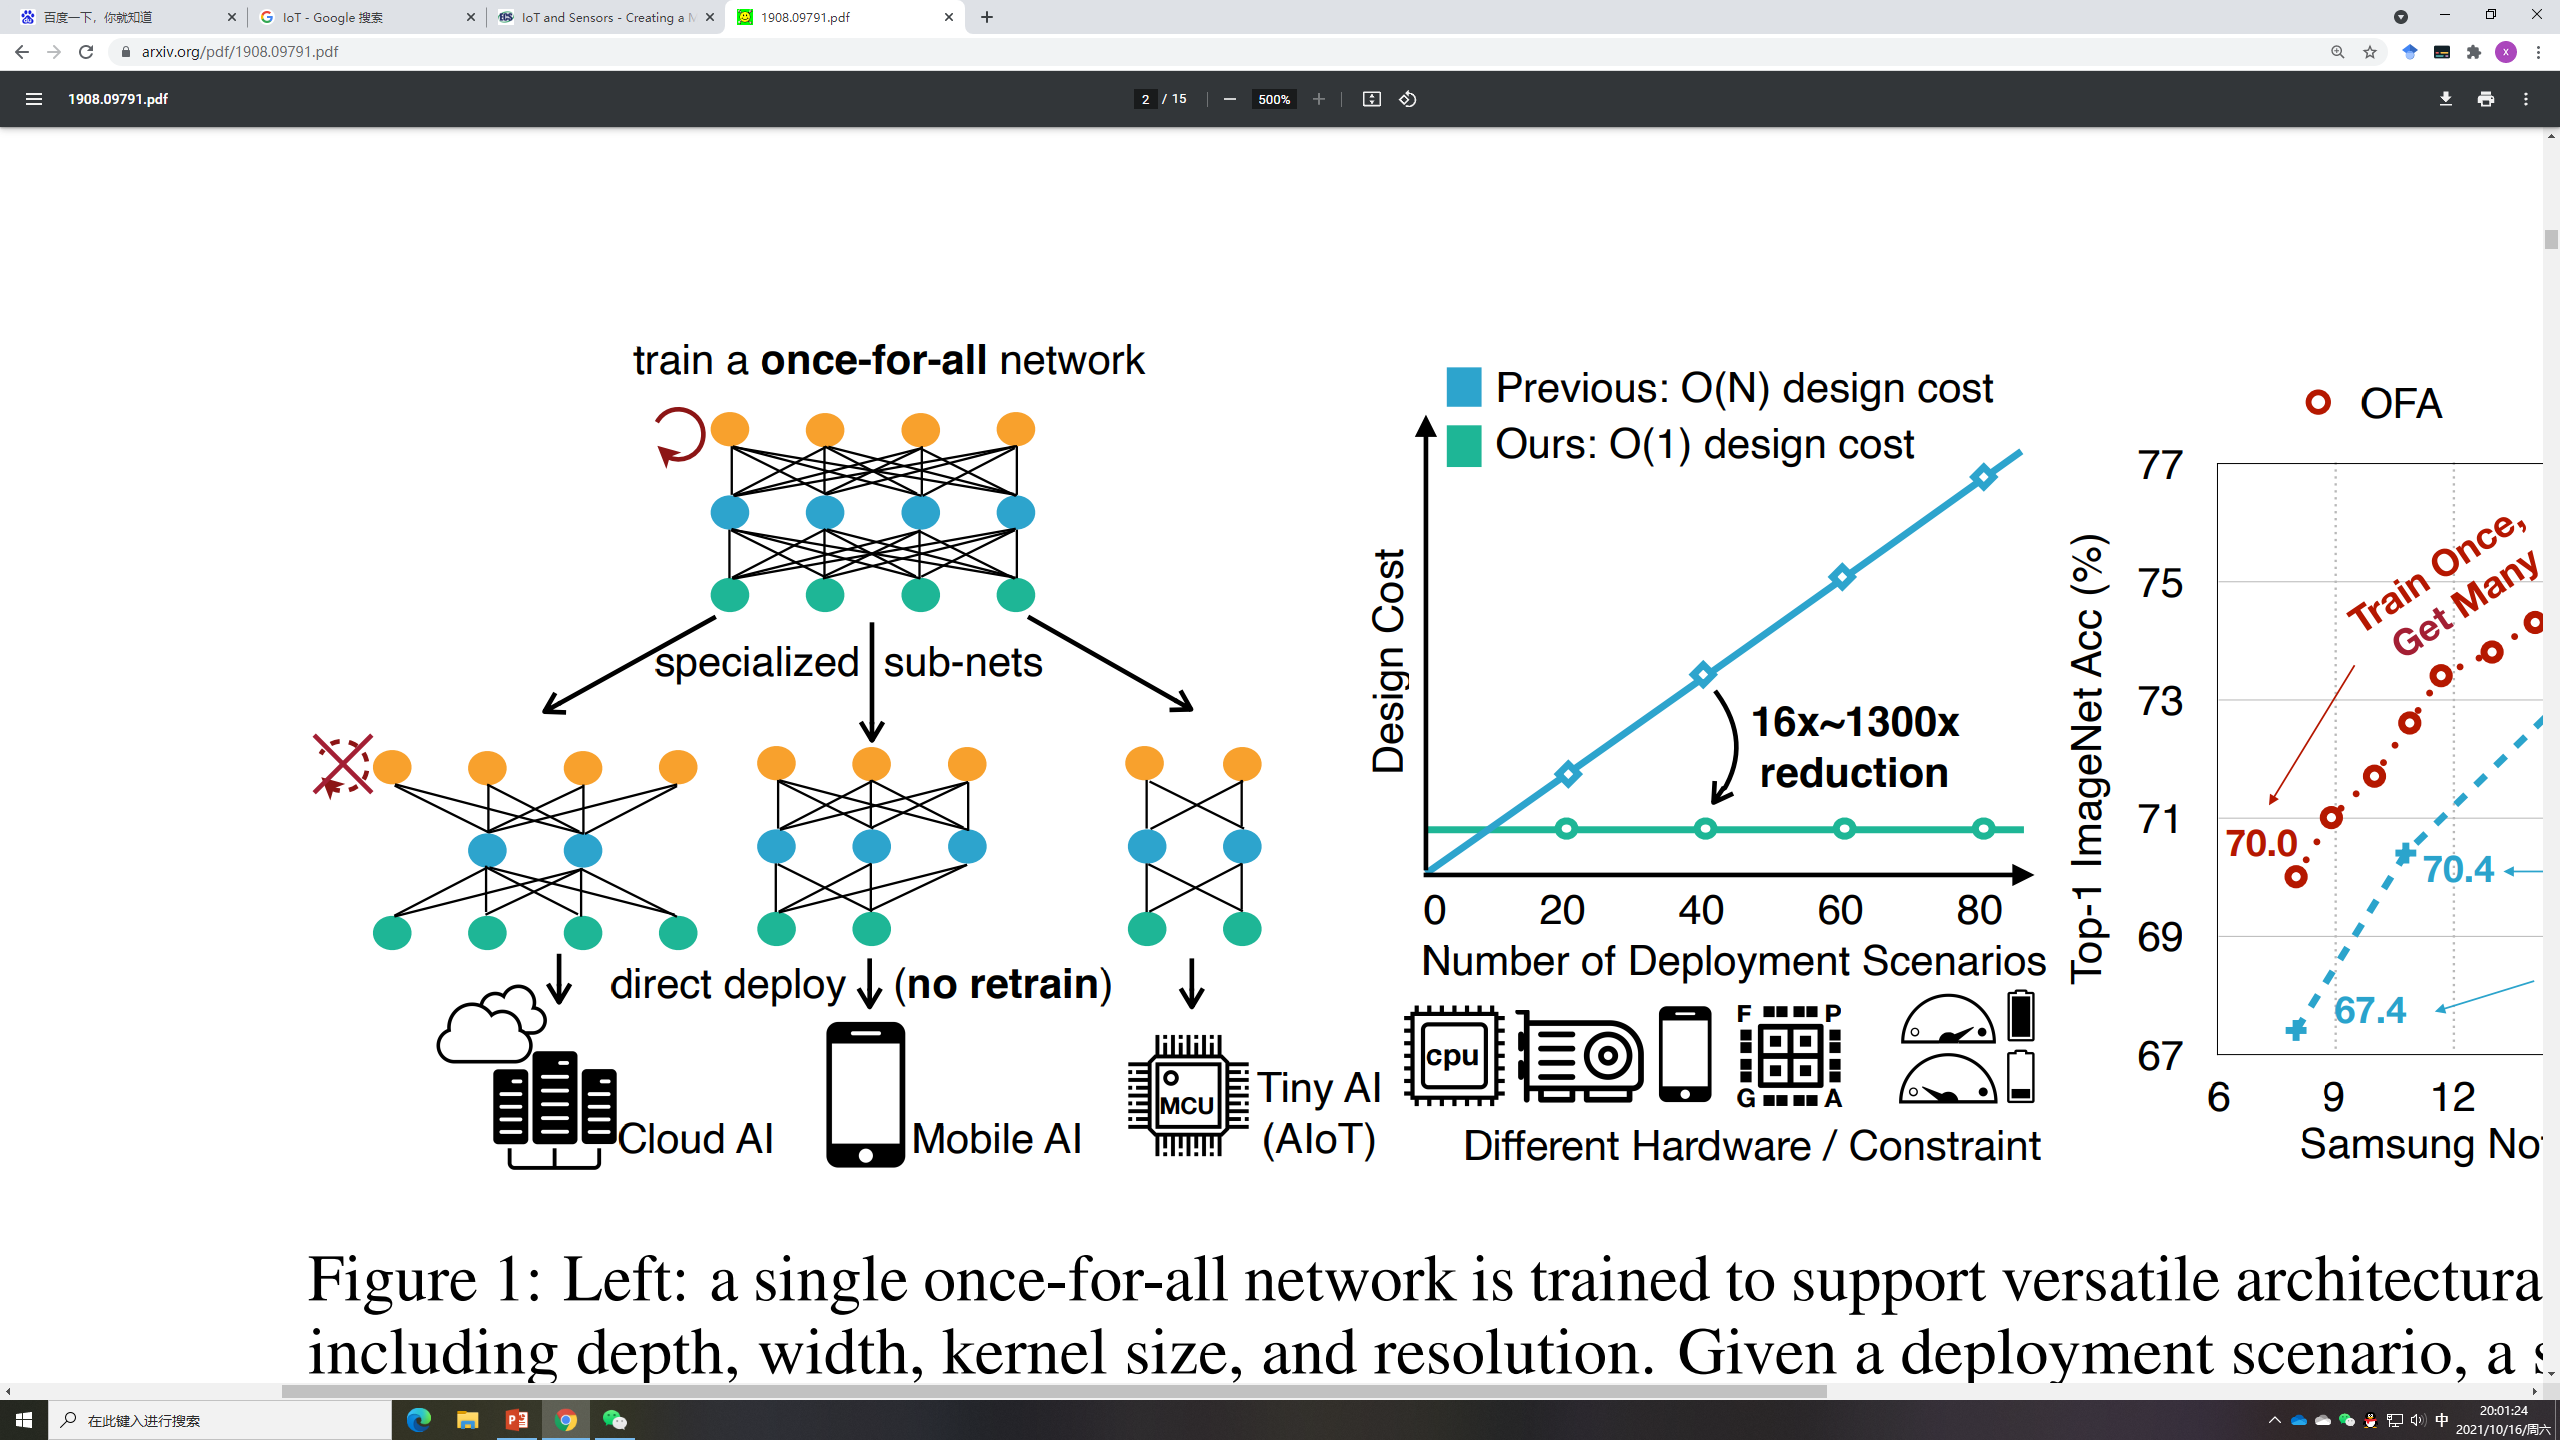 百度一下，你就知道
IoT - Google 搜索
IoT and Sensors - Creating a M
1908.09791.pdf
arxiv.org/pdf/1908.09791.pdf
x
1908.09791.pdf
2 / 15
500%
train a once-for-all network
specialized sub-nets
direct deploy (no retrain)
Cloud AI
Mobile AI
MCU
Tiny AI
(AIoT)
Previous: O(N) design cost
Ours: O(1) design cost
Design Cost
16x~1300x
reduction
0 20 40 60 80
Number of Deployment Scenarios
cpu
F P
G A
Different Hardware / Constraint
OFA
Top-1 ImageNet Acc (%)
77
75
73
71
69
67
Train Once,
Get Many
70.0
70.4
67.4
6 9 12
Samsung No
Figure 1: Left: a single once-for-all network is trained to support versatile architectura
including depth, width, kernel size, and resolution. Given a deployment scenario, a s
在此键入进行搜索
中
20:01:24
2021/10/16/周六